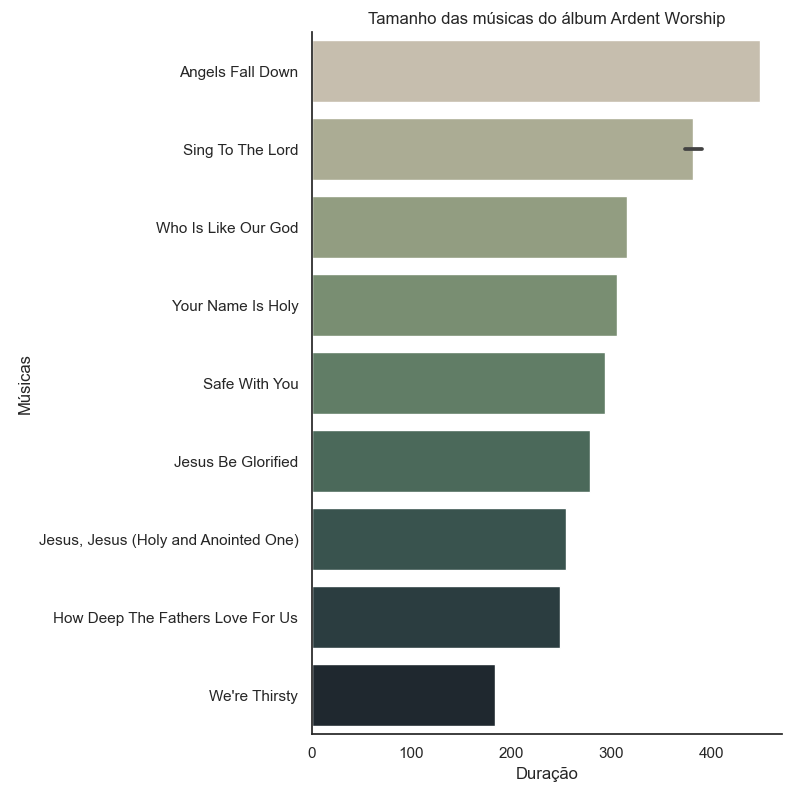 Tamanho das músicas do álbum Ardent Worship
Angels Fall Down
Sing To The Lord
Who Is Like Our God
Your Name Is Holy
Safe With You
Jesus Be Glorified
Jesus, Jesus (Holy and Anointed One)
How Deep The Fathers Love For Us
We're Thirsty
Músicas
0 100 200 300 400
Duração